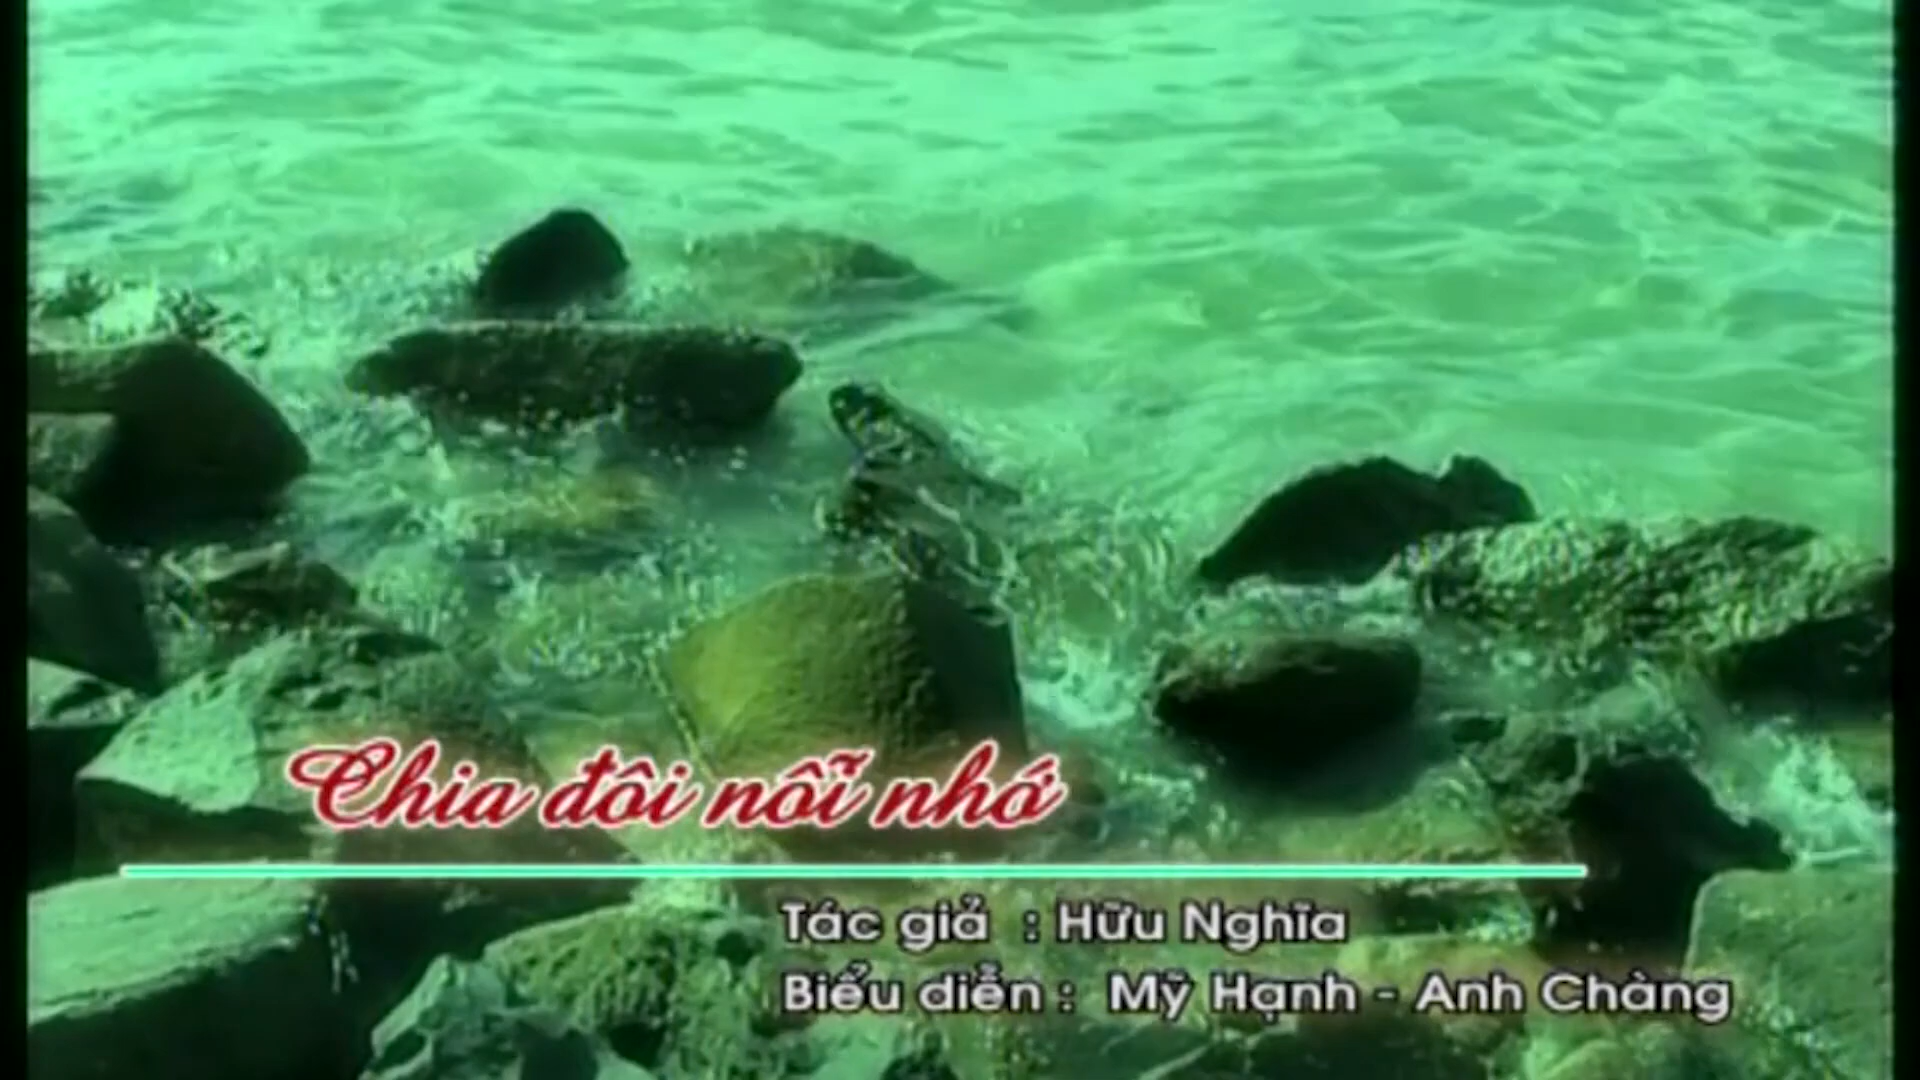 Chia đôi nỗi nhớ
Tác giả : Hữu Nghĩa
Biểu diễn : Mỹ Hạnh - Anh Chàng